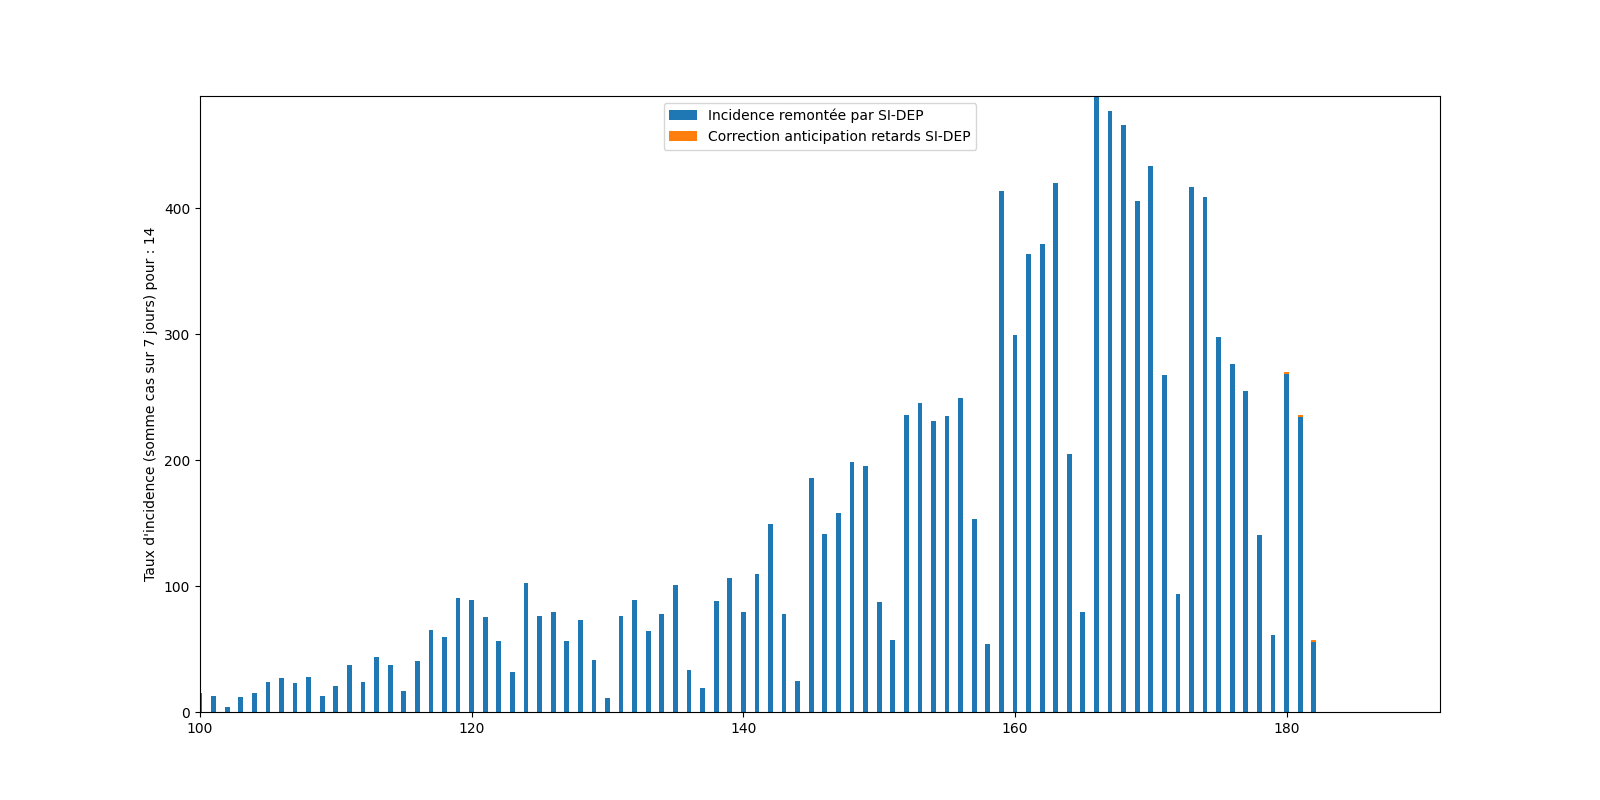 Incidence remontée par SI-DEP
Correction anticipation retards SI-DEP
Taux d'incidence (somme cas sur 7 jours) pour : 14
400
300
200
100
0
100 120 140 160 180